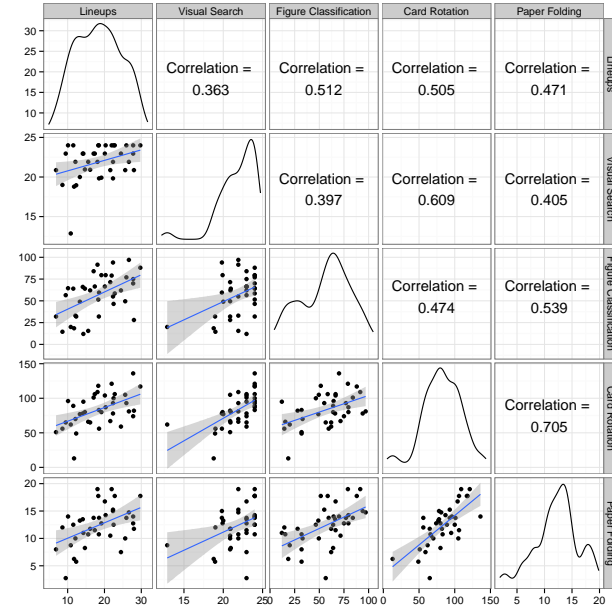 Lineups Visual Search Figure Classification Card Rotation Paper Folding
30
25
20
15
10
Correlation = Correlation = Correlation = Correlation =
0.363 0.512 0.505 0.471
Lineups
25
20
15
Correlation = Correlation = Correlation =
0.397 0.609 0.405
Visual Search
100
75
50
25
0
Correlation = Correlation =
0.474 0.539
Figure Classification
150
100
50
0
Correlation =
0.705
Card Rotation
20
15
10
5
Paper Folding
10 20 30 15 20 25 0 25 50 75 100 0 50 100 150 5 10 15 20